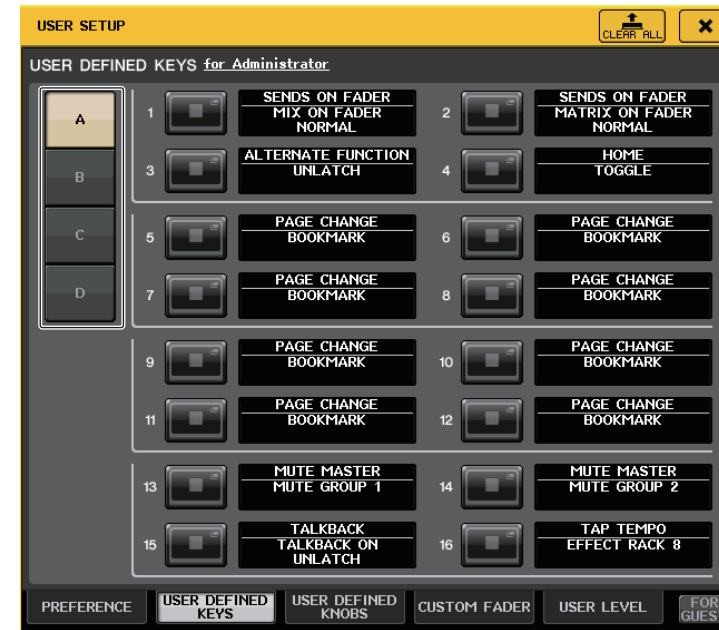 USER SETUP
CLEAR ALL
USER DEFINED KEYS for Administrator
A
B
C
D
1
SENDS ON FADER
MIX ON FADER
NORMAL
2
SENDS ON FADER
MATRIX ON FADER
NORMAL
3
ALTERNATE FUNCTION
UNLATCH
4
HOME
TOGGLE
5
PAGE CHANGE
BOOKMARK
6
PAGE CHANGE
BOOKMARK
7
PAGE CHANGE
BOOKMARK
8
PAGE CHANGE
BOOKMARK
9
PAGE CHANGE
BOOKMARK
10
PAGE CHANGE
BOOKMARK
11
PAGE CHANGE
BOOKMARK
12
PAGE CHANGE
BOOKMARK
13
MUTE MASTER
MUTE GROUP 1
14
MUTE MASTER
MUTE GROUP 2
15
TALKBACK
TALKBACK ON
UNLATCH
16
TAP TEMPO
EFFECT RACK 8
PREFERENCE
USER DEFINED
KEYS
USER DEFINED
KNOBS
CUSTOM FADER
USER LEVEL
FOR